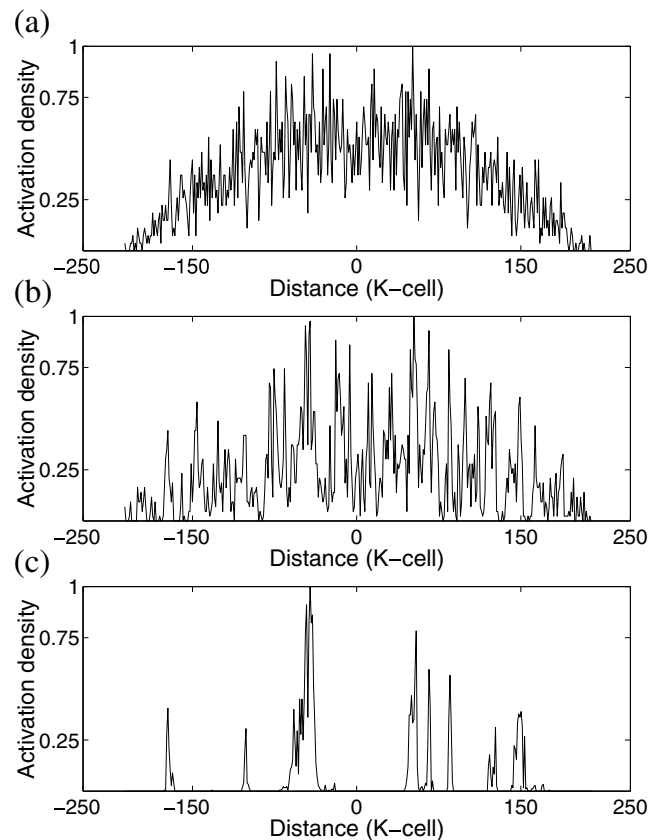 (a)
1
0.75
0.25
Activation density
−250 −150 0 150 250
Distance (K−cell)
(b)
1
0.75
0.25
Activation density
−250 −150 0 150 250
Distance (K−cell)
(c)
1
0.75
0.25
Activation density
−250 −150 0 150 250
Distance (K−cell)